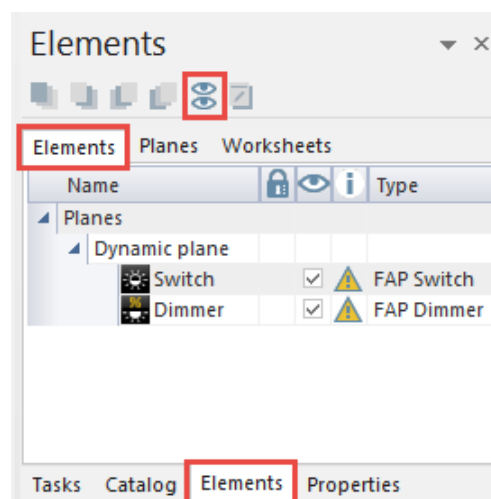 Elements
Elements Planes Worksheets
Name i Type
Planes
Dynamic plane
Switch FAP Switch
% Dimmer FAP Dimmer
Tasks Catalog Elements Properties